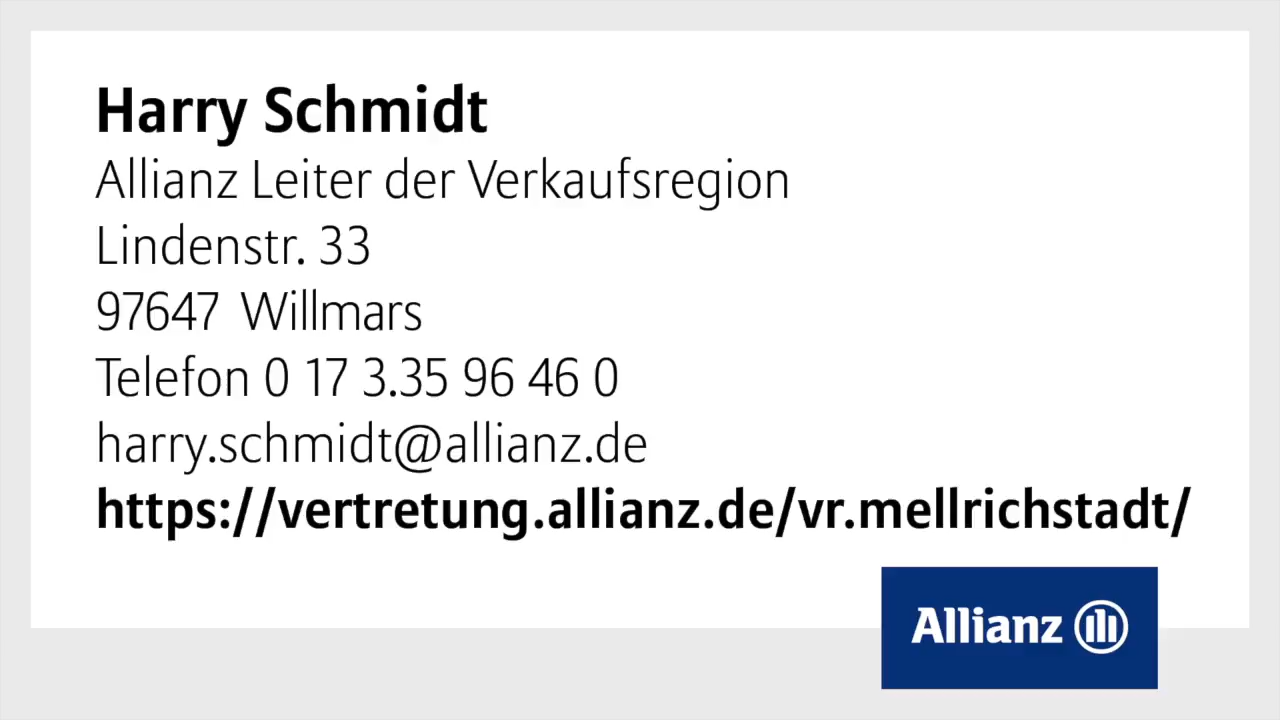 Harry Schmidt
Allianz Leiter der Verkaufsregion
Lindenstr. 33
97647 Willmars
Telefon 0 17 3.35 96 46 0
harry.schmidt@allianz.de
https://vertretung.allianz.de/vr.mellrichstadt/
Allianz